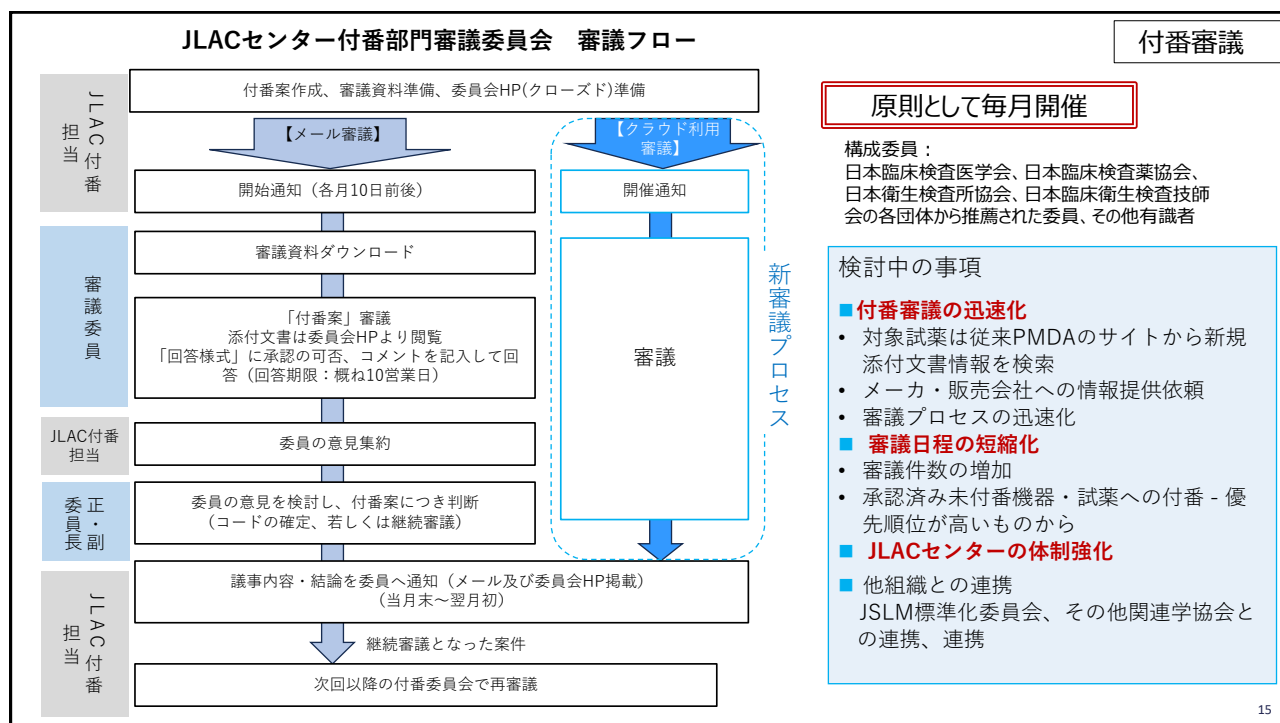 JLACセンター付番部門審議委員会　審議フロー
付番審議
JLAC付番
担当
付番案作成、審議資料準備、委員会HP(クローズド)準備
【メール審議】
【クラウド利用
審議】
開始通知（各月10日前後）
開催通知
審議委員
審議資料ダウンロード
「付番案」審議
添付文書は委員会HPより閲覧
「回答様式」に承認の可否、コメントを記入して回
答（回答期限：概ね10営業日）
審議
新審議プロセス
JLAC付番
担当
委員の意見集約
正・副
委員長
委員の意見を検討し、付番案につき判断
（コードの確定、若しくは継続審議）
JLAC付番
担当
議事内容・結論を委員へ通知（メール及び委員会HP掲載）
（当月末～翌月初）
継続審議となった案件
次回以降の付番委員会で再審議
原則として毎月開催
構成委員：
日本臨床検査医学会、日本臨床検査薬協会、
日本衛生検査所協会、日本臨床衛生検査技師
会の各団体から推薦された委員、その他有識者
検討中の事項
■付番審議の迅速化
• 対象試薬は従来PMDAのサイトから新規
添付文書情報を検索
• メーカ・販売会社への情報提供依頼
• 審議プロセスの迅速化
■ 審議日程の短縮化
• 審議件数の増加
• 承認済み未付番機器・試薬への付番 - 優
先順位が高いものから
■ JLACセンターの体制強化
■ 他組織との連携
JSLM標準化委員会、その他関連学協会と
の連携、連携
15